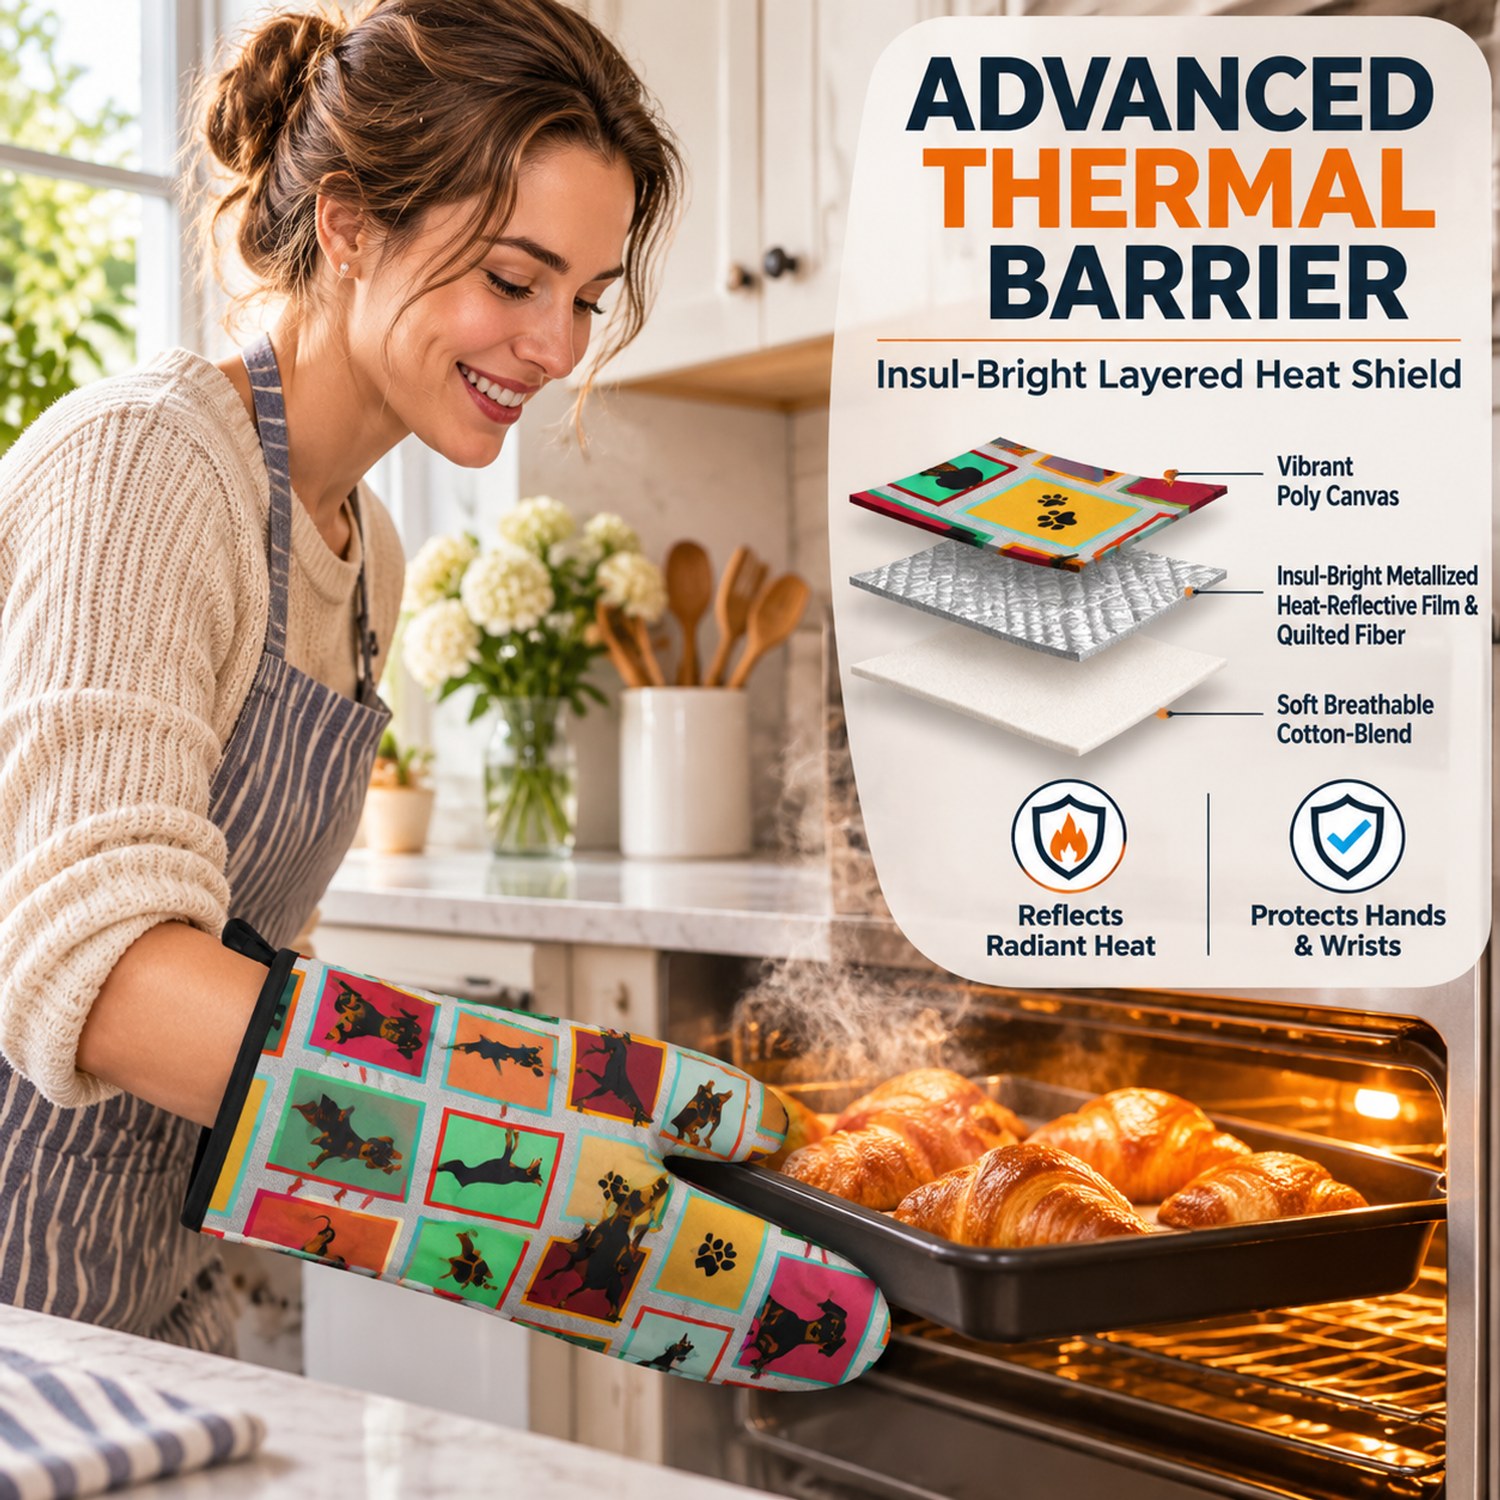 ADVANCED
THERMAL
BARRIER
Insul-Bright Layered Heat Shield
Vibrant
Poly Canvas
Insul-Bright Metallized
Heat-Reflective Film &
Quilted Fiber
Soft Breathable
Cotton-Blend
Reflects
Radiant Heat
Protects Hands
& Wrists